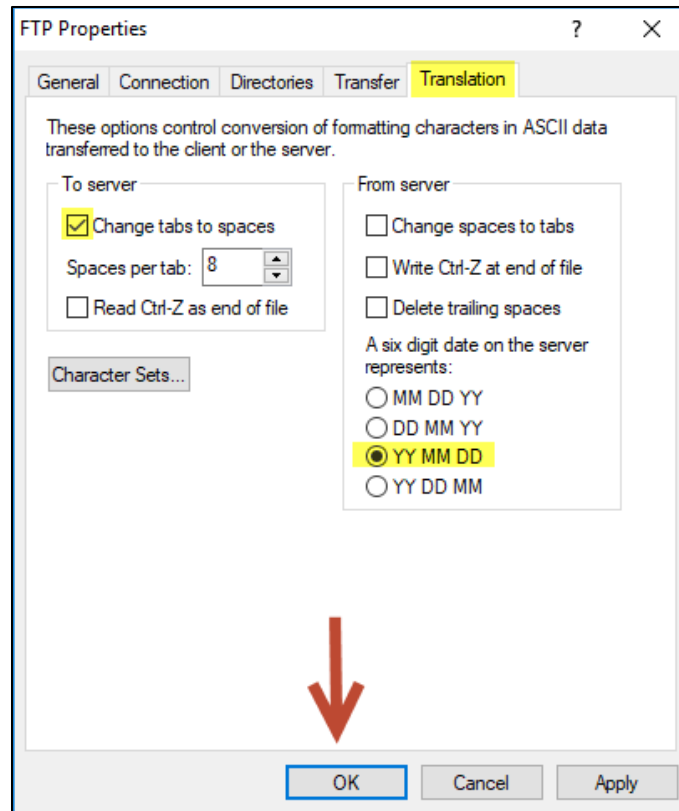 FTP Properties
?
General Connection Directories Transfer Translation
These options control conversion of formatting characters in ASCII data
transferred to the client or the server.
To server
Change tabs to spaces
Spaces per tab: 8
Read Ctrl-Z as end of file
Character Sets...
From server
Change spaces to tabs
Write Ctrl-Z at end of file
Delete trailing spaces
A six digit date on the server
represents:
MM DD YY
DD MM YY
YY MM DD
YY DD MM
OK Cancel Apply